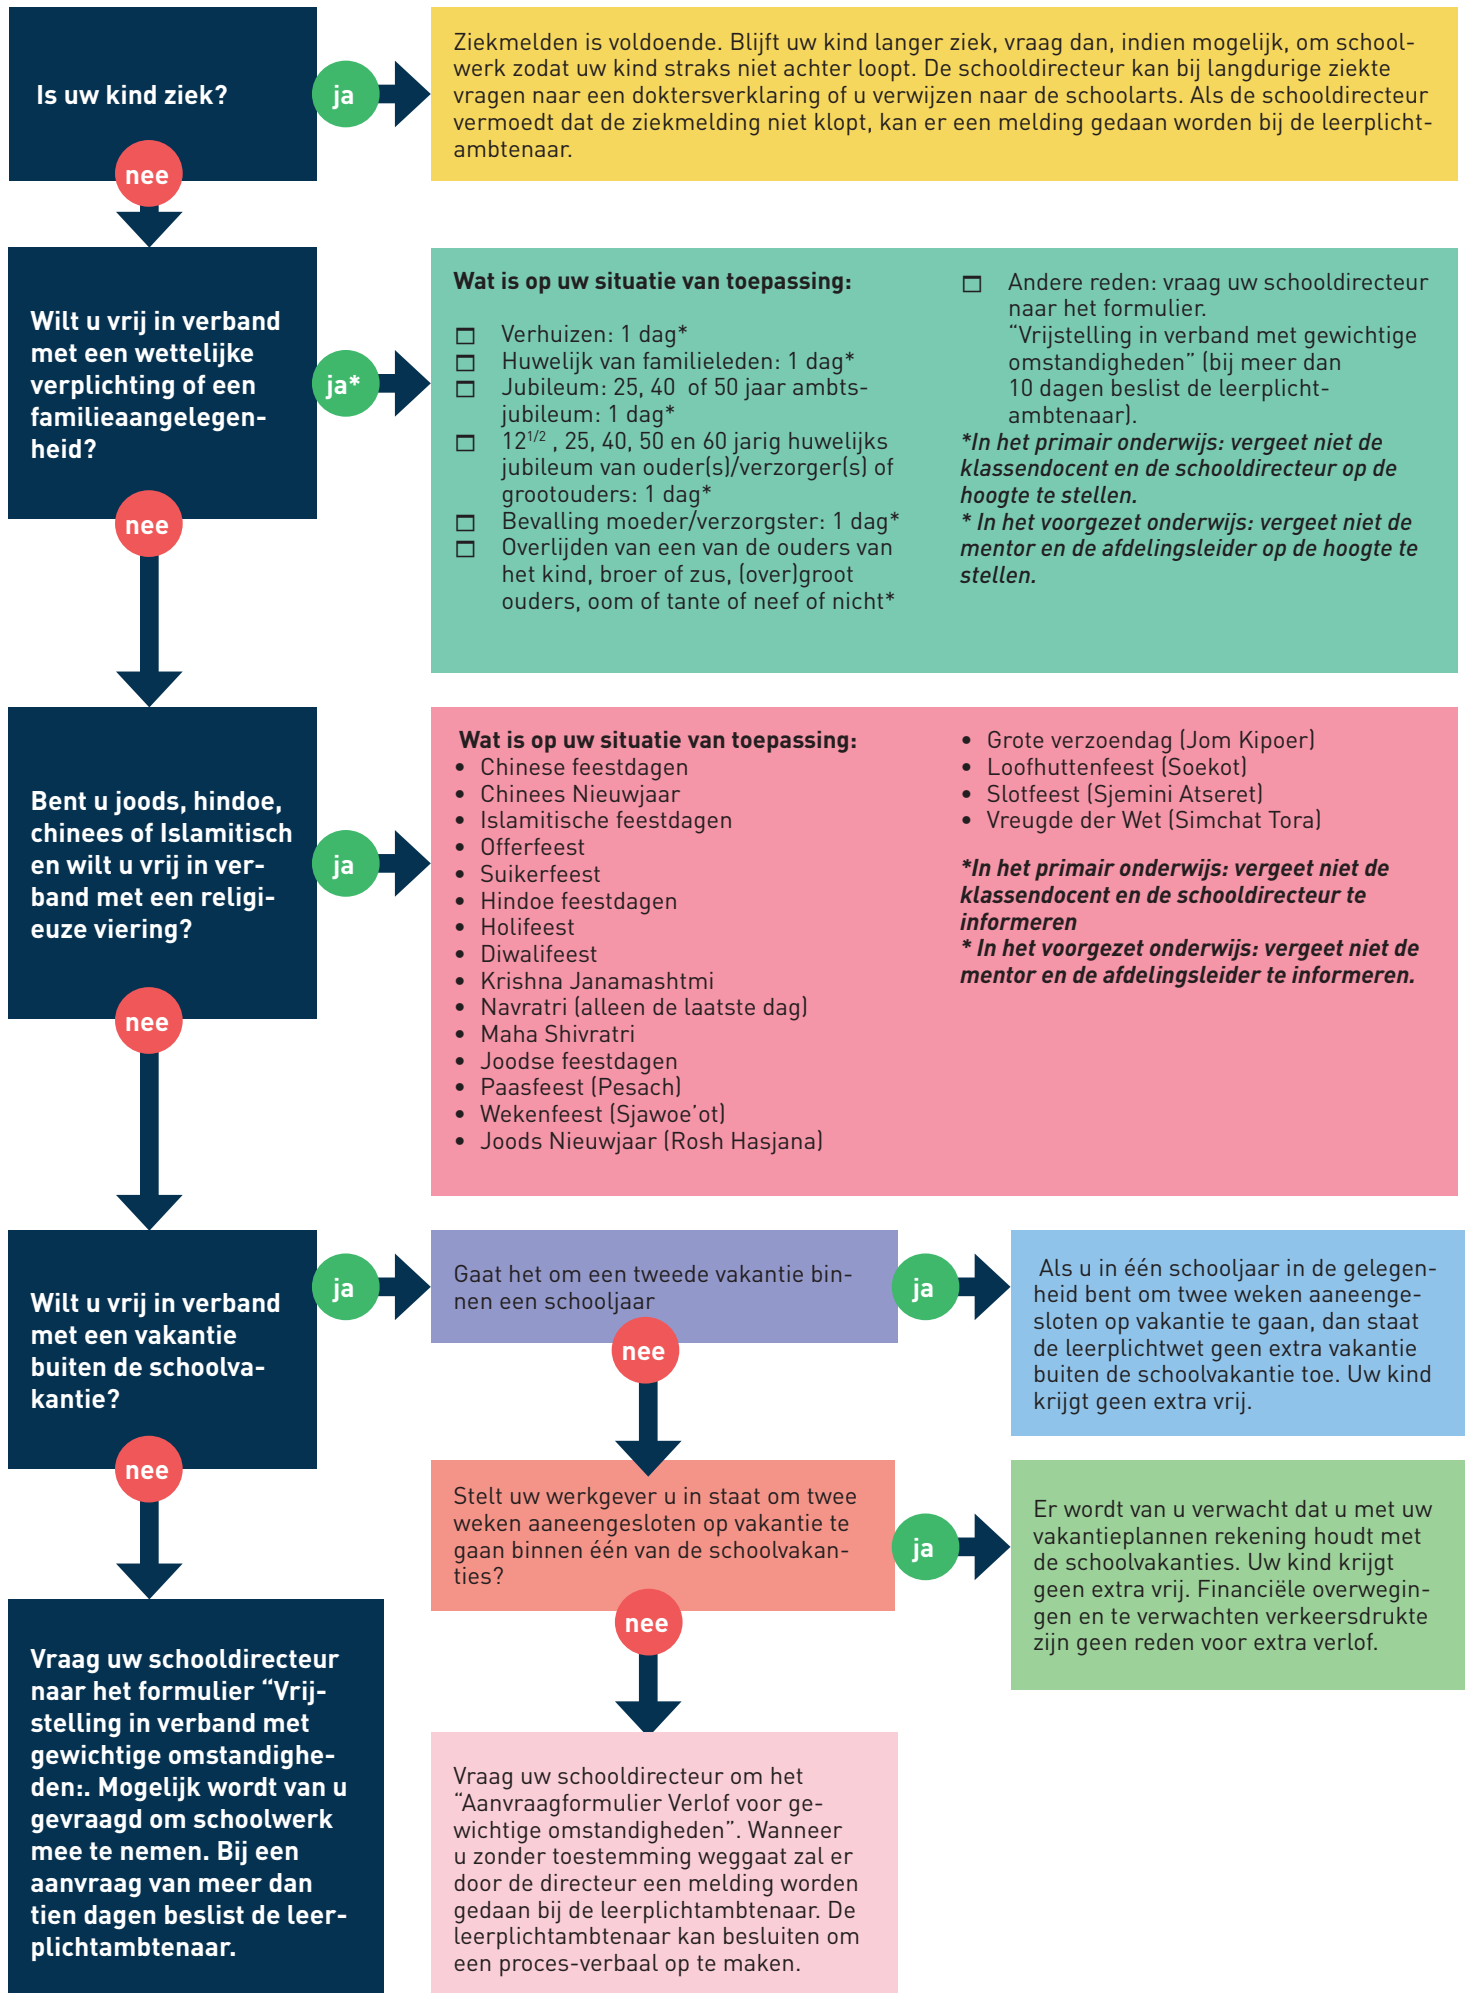 Is uw kind ziek?
ja
Ziekmelden is voldoende. Blijft uw kind langer ziek, vraag dan, indien mogelijk, om school-
werk zodat uw kind straks niet achter loopt. De schooldirecteur kan bij langdurige ziekte
vragen naar een doktersverklaring of u verwijzen naar de schoolarts. Als de schooldirecteur
vermoedt dat de ziekmelding niet klopt, kan er een melding gedaan worden bij de leerplicht-
ambtenaar.
nee
Wilt u vrij in verband
met een wettelijke
verplichting of een
familieaangelegen-
heid?
ja*
Wat is op uw situatie van toepassing:
Verhuizen: 1 dag*
Huwelijk van familieleden: 1 dag*
Jubileum: 25, 40 of 50 jaar ambts-
jubileum: 1 dag*
12 1/2 , 25, 40, 50 en 60 jarig huwelijks
jubileum van ouder(s)/verzorger(s) of
grootouders: 1 dag*
Bevalling moeder/verzorgster: 1 dag*
Overlijden van een van de ouders van
het kind, broer of zus, (over)groot
ouders, oom of tante of neef of nicht*
Andere reden: vraag uw schooldirecteur
naar het formulier.
“Vrijstelling in verband met gewichtige
omstandigheden” (bij meer dan
10 dagen beslist de leerplicht-
ambtenaar).
*In het primair onderwijs: vergeet niet de
klassendocent en de schooldirecteur op de
hoogte te stellen.
* In het voorgezet onderwijs: vergeet niet de
mentor en de afdelingsleider op de hoogte te
stellen.
nee
Bent u joods, hindoe,
chinees of Islamitisch
en wilt u vrij in ver-
band met een religi-
euze viering?
ja
Wat is op uw situatie van toepassing:
• Chinese feestdagen
• Chinees Nieuwjaar
• Islamitische feestdagen
• Offerfeest
• Suikerfeest
• Hindoe feestdagen
• Holifeest
• Diwalifeest
• Krishna Janamashtmi
• Navratri (alleen de laatste dag)
• Maha Shivratri
• Joodse feestdagen
• Paasfeest (Pesach)
• Wekenfeest (Sjawoe’ot)
• Joods Nieuwjaar (Rosh Hasjana)
• Grote verzoendag (Jom Kipoer)
• Loofhuttenfeest (Soekot)
• Slotfeest (Sjemini Atseret)
• Vreugde der Wet (Simchat Tora)
*In het primair onderwijs: vergeet niet de
klassendocent en de schooldirecteur te
informeren
* In het voorgezet onderwijs: vergeet niet de
mentor en de afdelingsleider te informeren.
nee
Wilt u vrij in verband
met een vakantie
buiten de schoolva-
kantie?
ja
Gaat het om een tweede vakantie bin-
nen een schooljaar
ja
Als u in één schooljaar in de gelegen-
heid bent om twee weken aaneenge-
sloten op vakantie te gaan, dan staat
de leerplichtwet geen extra vakantie
buiten de schoolvakantie toe. Uw kind
krijgt geen extra vrij.
nee
Stelt uw werkgever u in staat om twee
weken aaneengesloten op vakantie te
gaan binnen één van de schoolvakan-
ties?
ja
Er wordt van u verwacht dat u met uw
vakantieplannen rekening houdt met
de schoolvakanties. Uw kind krijgt
geen extra vrij. Financiële overwegin-
gen en te verwachten verkeersdrukte
zijn geen reden voor extra verlof.
nee
Vraag uw schooldirecteur om het
“Aanvraagformulier Verlof voor ge-
wichtige omstandigheden”. Wanneer
u zonder toestemming weggaat zal er
door de directeur een melding worden
gedaan bij de leerplichtambtenaar. De
leerplichtambtenaar kan besluiten om
een proces-verbaal op te maken.
nee
Vraag uw schooldirecteur
naar het formulier “Vrij-
stelling in verband met
gewichtige omstandighe-
den:. Mogelijk wordt van u
gevraagd om schoolwerk
mee te nemen. Bij een
aanvraag van meer dan
tien dagen beslist de leer-
plichtambtenaar.